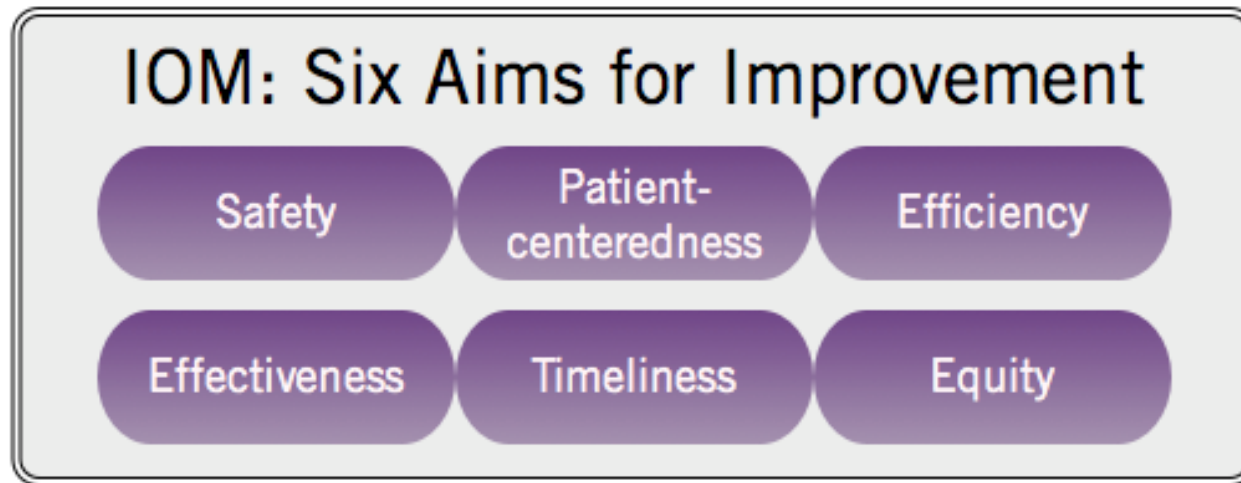 IOM: Six Aims for Improvement
Safety
Patient-
centeredness
Efficiency
Effectiveness
Timeliness
Equity